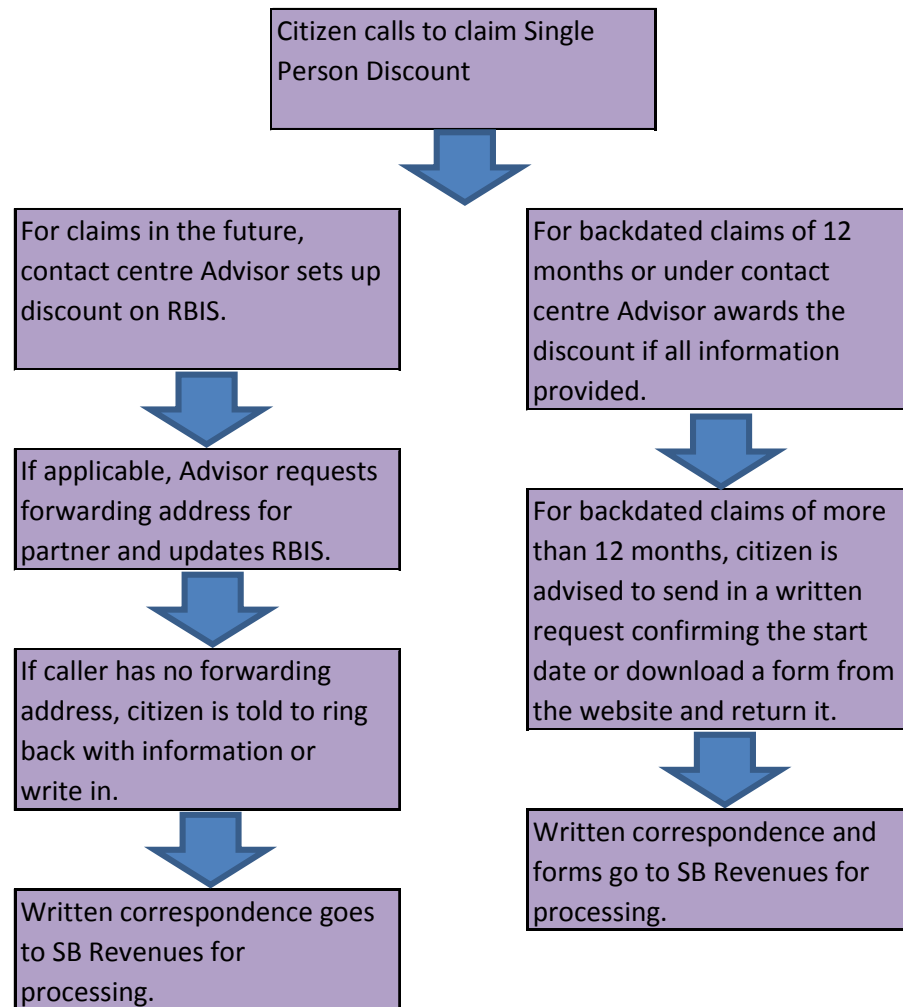 Citizen calls to claim Single
Person Discount
For claims in the future,
contact centre Advisor sets up
discount on RBIS.
If applicable, Advisor requests
forwarding address for
partner and updates RBIS.
If caller has no forwarding
address, citizen is told to ring
back with information or
write in.
Written correspondence goes
to SB Revenues for
processing.
For backdated claims of 12
months or under contact
centre Advisor awards the
discount if all information
provided.
For backdated claims of more
than 12 months, citizen is
advised to send in a written
request confirming the start
date or download a form from
the website and return it.
Written correspondence and
forms go to SB Revenues for
processing.